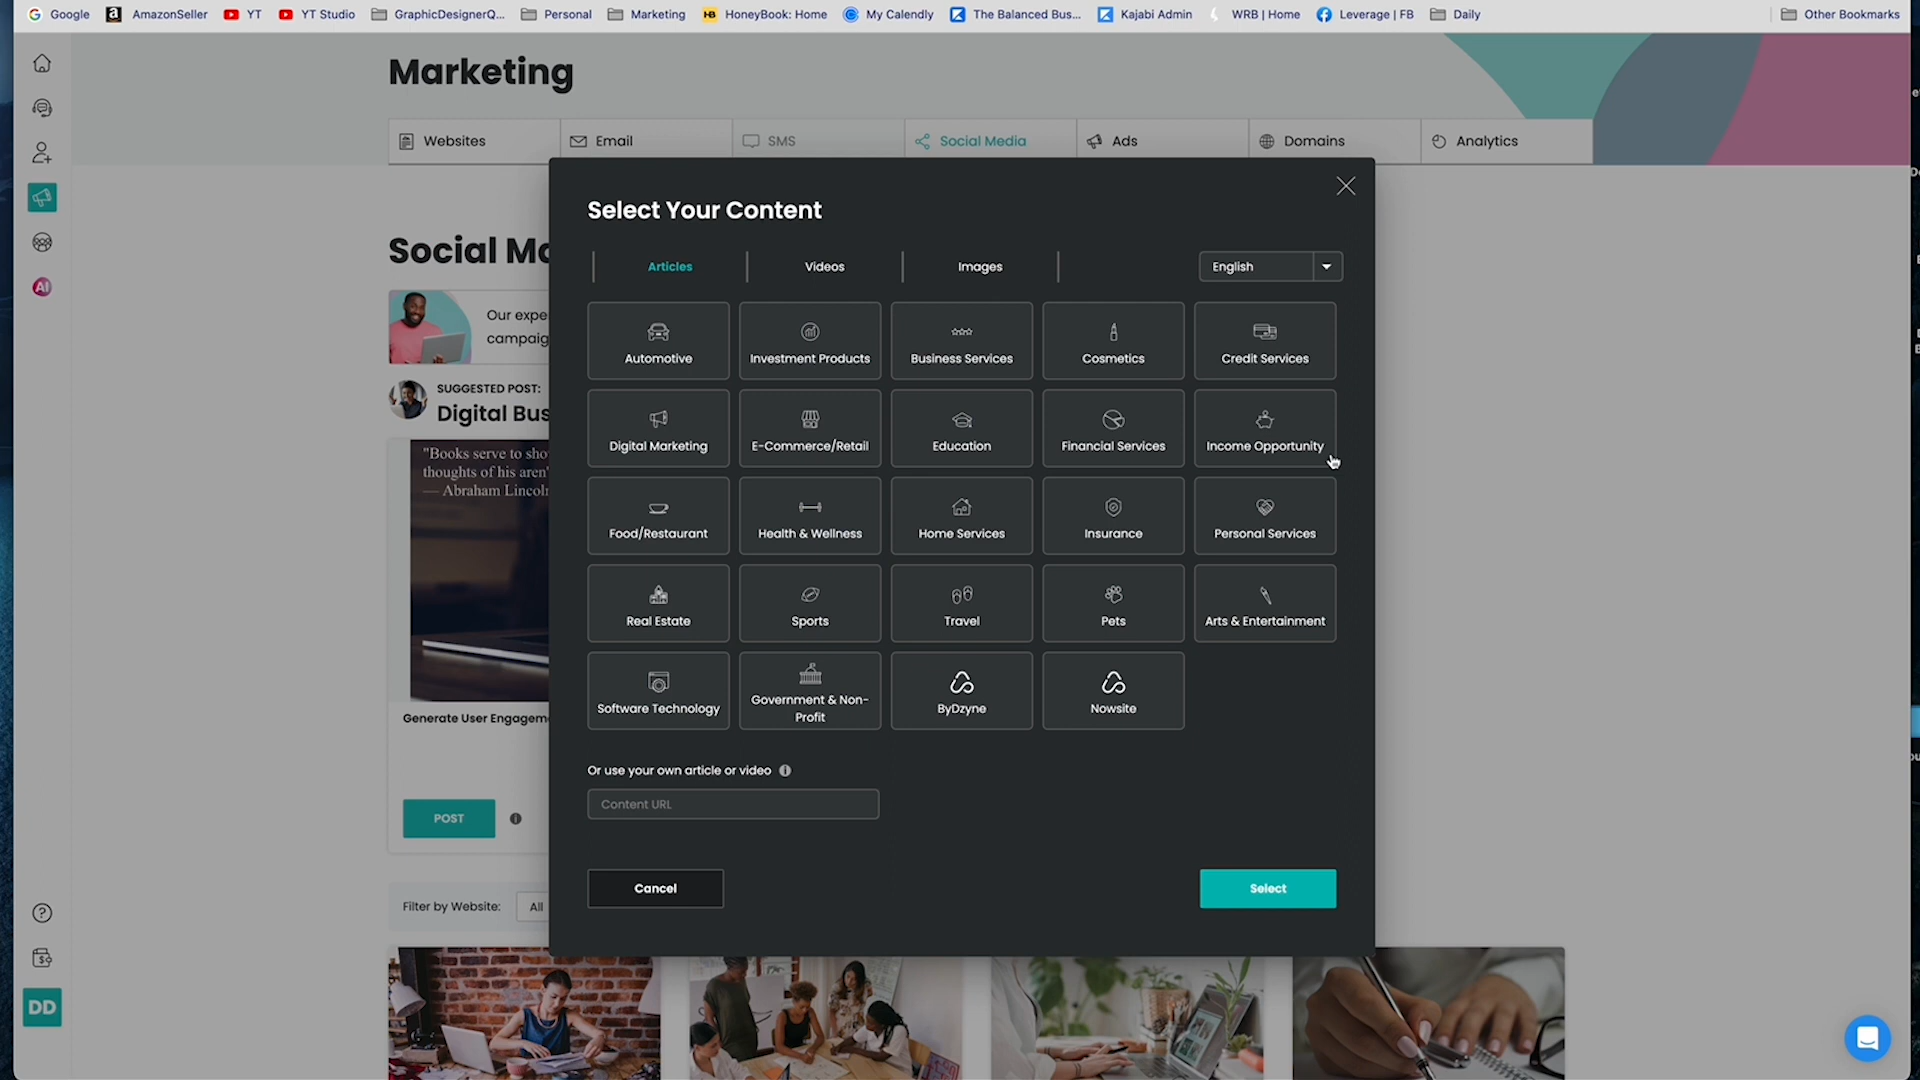 Google
AmazonSeller
YT
YT Studio
GraphicDesignerQ...
Personal
Marketing
HB
HoneyBook: Home
My Calendly
The Balanced Bus...
Kajabi Admin
WRB | Home
Leverage | FB
Daily
Other Bookmarks
Marketing
Websites
Email
SMS
Social Media
Ads
Domains
Analytics
AI
Our expe
campaig
SUGGESTED POST:
Digital Bus
"Books serve to sho
thoughts of his aren'
— Abraham Lincoln
Generate User Engagem
POST
Filter by Website:
All
DD
Select Your Content
Articles
Videos
Images
English
Automotive
Investment Products
Business Services
Cosmetics
Credit Services
Digital Marketing
E-Commerce/Retail
Education
Financial Services
Income Opportunity
Food/Restaurant
Health & Wellness
Home Services
Insurance
Personal Services
Real Estate
Sports
Travel
Pets
Arts & Entertainment
Software Technology
Government & Non-
Profit
ByDzyne
Nowsite
Or use your own article or video
Content URL
Cancel
Select